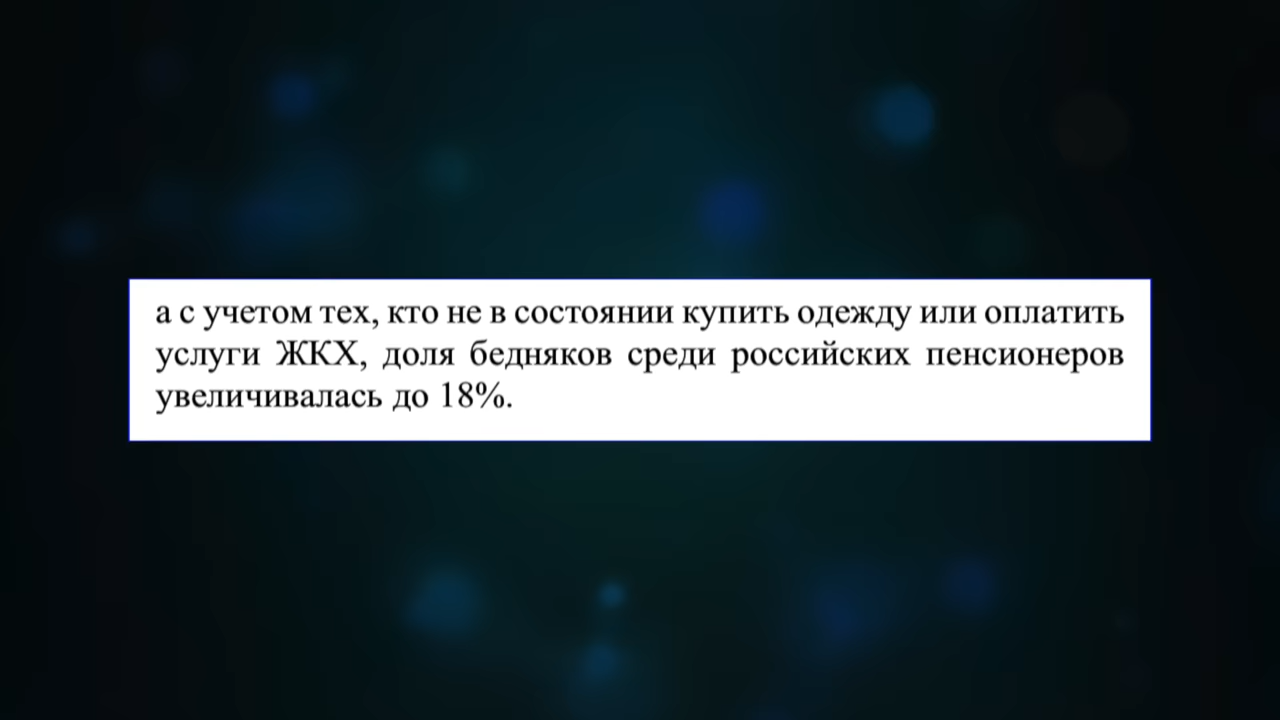 а с учетом тех, кто не в состоянии купить одежду или оплатить
услуги ЖКХ, доля бедняков среди российских пенсионеров
увеличивалась до 18%.